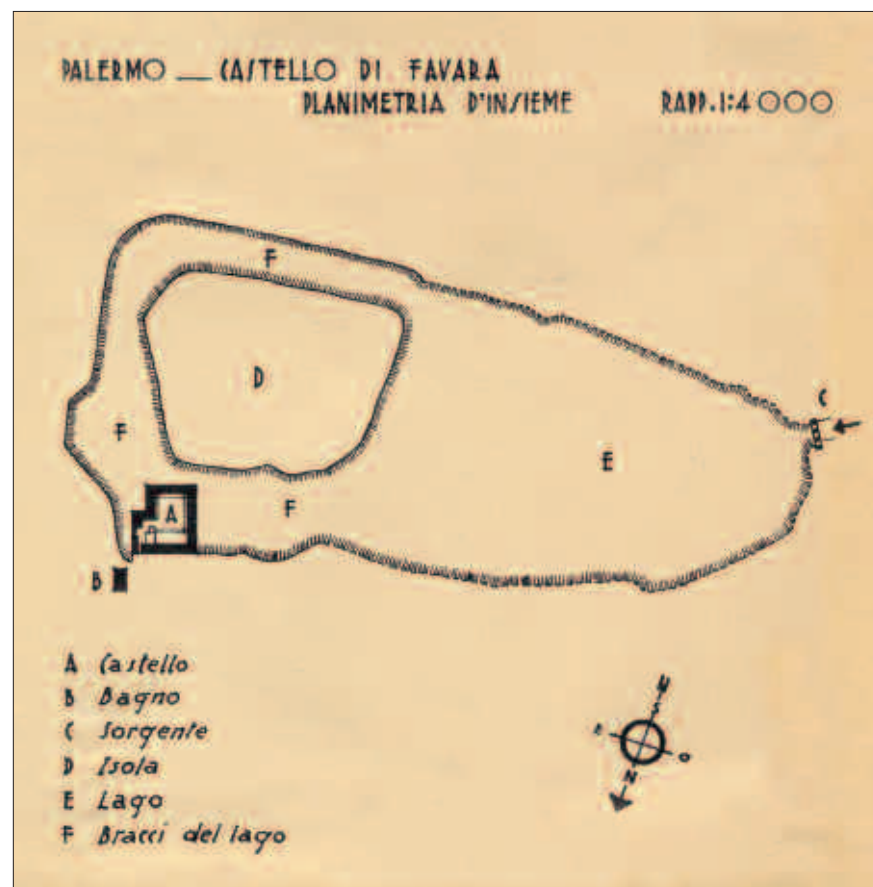 PALERMO — CASTELLO DI FAVARA
PLANIMETRIA D'INSIEME RAPP. 1:4000
F
D
C
F
E
A
F
B
A Castello
B Bagno
C Sorgente
D Isola
E Lago
F Bracci del lago
S
E
O
N